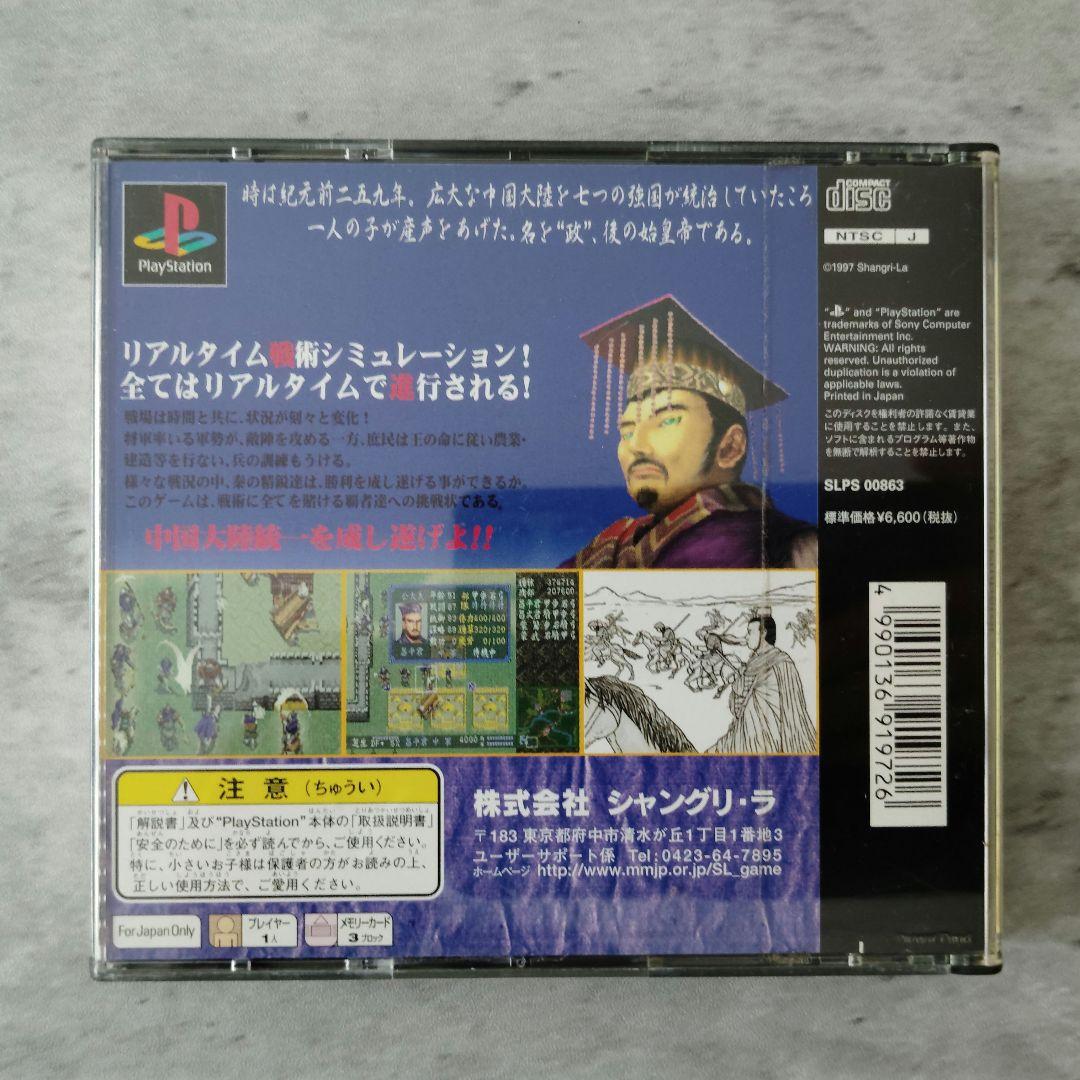 時は紀元前二五九年。広大な中国大陸を七つの強国が統治していたころ
一人の子が産声をあげた。名を“政”、後の始皇帝である。
PlayStation
リアルタイム戦術シミュレーション!
全てはリアルタイムで進行される!
戦場は時間と共に、状況が刻々と変化!
将軍率いる軍勢が、敵陣を攻める一方、庶民は王の命に従い農業・
建造等を行ない、兵の訓練もうける。
様々な戦況の中、秦の精鋭達は、勝利を成し遂げる事ができるか。
このゲームは、戦術に全てを賭ける覇者達への挑戦状である。
中国大陸統一を成し遂げよ!!
COMPACT
disc
NTSC J
©1997 Shangri-La
"PS" and "PlayStation" are
trademarks of Sony Computer
Entertainment Inc.
WARNING: All rights
reserved. Unauthorized
duplication is a violation of
applicable laws.
Printed in Japan
このディスクを権利者の許諾なく賃貸業
に使用することを禁止します。また、
ソフトに含まれるプログラム等著作物
を無断で解析することを禁止します。
SLPS 00863
標準価格¥6,600(税抜)
4 990136 919726
376716
207600
400/400
320/320
0/100
待機中
注意(ちゅうい)
「解説書」及び"PlayStation"本体の「取扱説明書」
「安全のために」を必ず読んでから、ご使用ください。
特に、小さいお子様は保護者の方がお読みの上、
正しい使用方法で、ご愛用ください。
For Japan Only
プレイヤー
1人
メモリーカード
3ブロック
株式会社 シャングリ・ラ
〒183 東京都府中市清水が丘1丁目1番地3
ユーザーサポート係 Tel:0423-64-7895
ホームページ http://www.mmjp.or.jp/SL_game